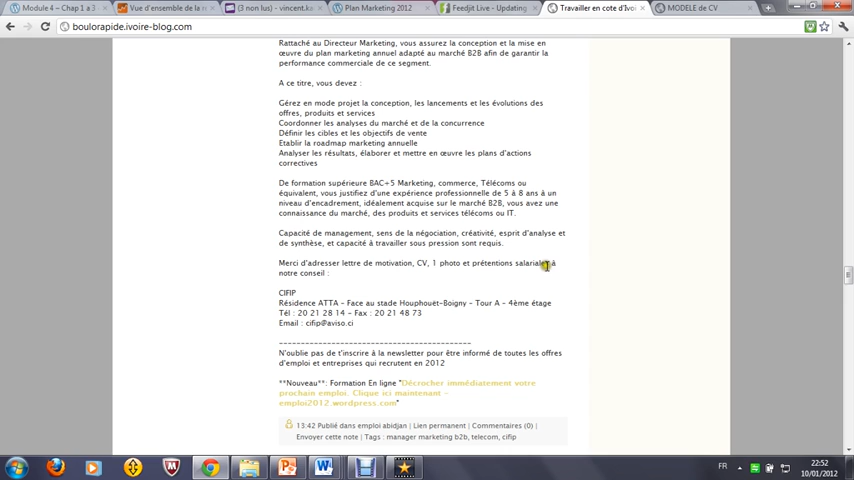 Module 4 – Chap 1 a 3
Vue d'ensemble de la n
(3 non lus) - vincent.k
Plan Marketing 2012
Feedjit Live - Updating
Travailler en cote d'Ivo
MODELE de CV
boulorapide.ivoire-blog.com
Rattaché au Directeur Marketing, vous assurez la conception et la mise en
œuvre du plan marketing annuel adapté au marché B2B afin de garantir la
performance commerciale de ce segment.
A ce titre, vous devez :
Gérez en mode projet la conception, les lancements et les évolutions des
offres, produits et services
Coordonner les analyses du marché et de la concurrence
Définir les cibles et les objectifs de vente
Etablir la roadmap marketing annuelle
Analyser les résultats, élaborer et mettre en œuvre les plans d'actions
correctives
De formation supérieure BAC+5 Marketing, commerce, Télécoms ou
équivalent, vous justifiez d'une expérience professionnelle de 5 à 8 ans à un
niveau d'encadrement, idéalement acquise sur le marché B2B, vous avez une
connaissance du marché, des produits et services télécoms ou IT.
Capacité de management, sens de la négociation, créativité, esprit d'analyse et
de synthèse, et capacité à travailler sous pression sont requis.
Merci d'adresser lettre de motivation, CV, 1 photo et prétentions salariales à
notre conseil :
CIFIP
Résidence ATTA – Face au stade Houphouët-Boigny – Tour A – 4ème étage
Tél : 20 21 28 14 – Fax : 20 21 48 73
Email : cifip@aviso.ci
-------------------------------------------
N'oublie pas de t'inscrire à la newsletter pour être informé de toutes les offres
d'emploi et entreprises qui recrutent en 2012
**Nouveau**: Formation En ligne "Décrocher immédiatement votre
prochain emploi. Clique ici maintenant -
emploi2012.wordpress.com"
13:42 Publié dans emploi abidjan | Lien permanent | Commentaires (0) |
Envoyer cette note | Tags : manager marketing b2b, telecom, cifip
FR
22:52
10/01/2012